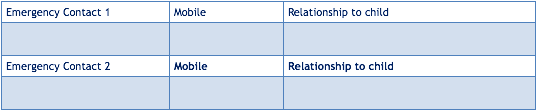 Emergency Contact 1 Mobile Relationship to child
Emergency Contact 2 Mobile Relationship to child